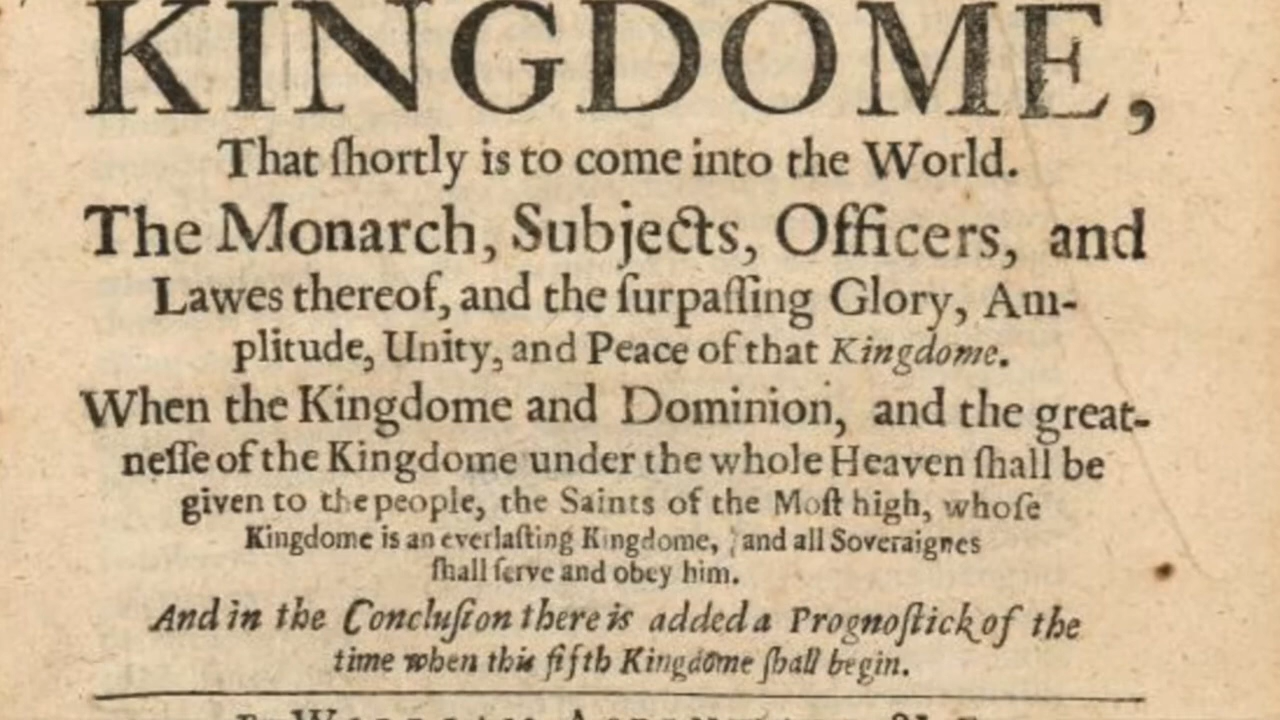 KINGDOME,
That ſhortly is to come into the World.
The Monarch, Subjects, Officers, and
Lawes thereof, and the ſurpaſſing Glory, Am-
plitude, Unity, and Peace of that Kingdome.
When the Kingdome and Dominion, and the great-
neſſe of the Kingdome under the whole Heaven ſhall be
given to the people, the Saints of the Moſt high, whoſe
Kingdome is an everlaſting Kingdome, and all Soveraignes
ſhall ſerve and obey him.
And in the Concluſion there is added a Prognoſtick of the
time when this fifth Kingdome ſhall begin.